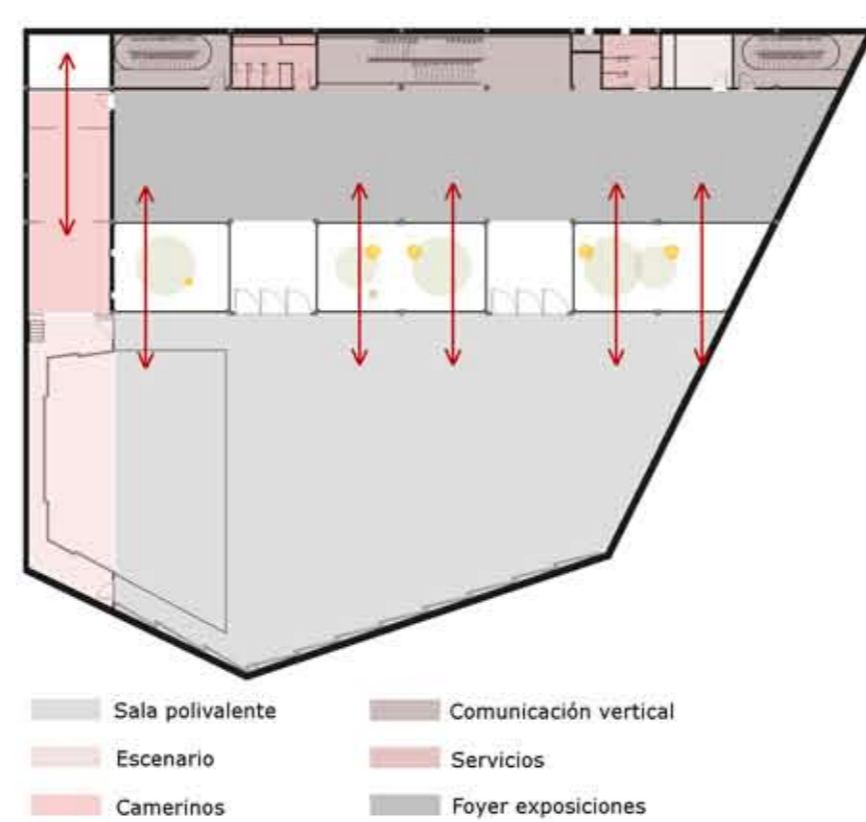 Sala polivalente
Escenario
Camerinos
Comunicación vertical
Servicios
Foyer exposiciones